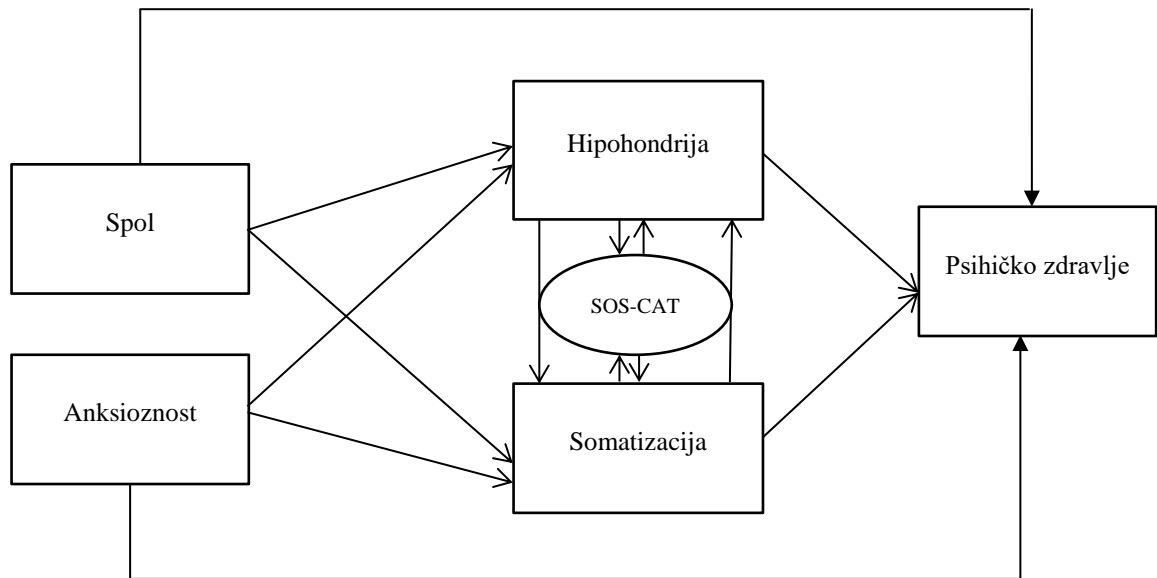 Hipohondrija
Spol
Psihičko zdravlje
SOS-CAT
Anksioznost
Somatizacija